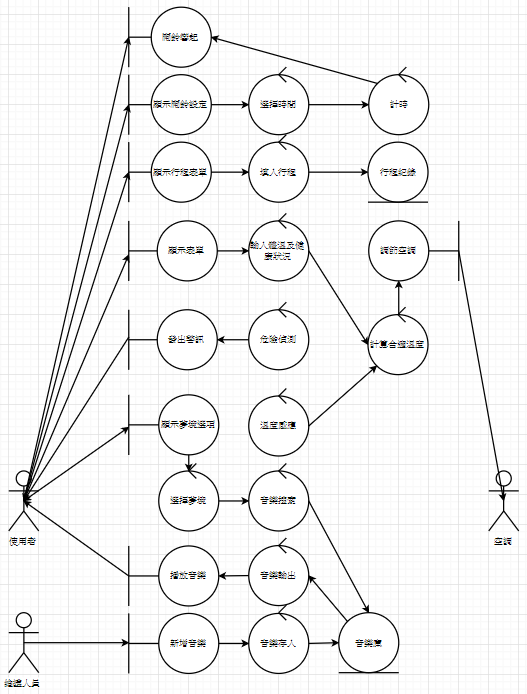 鬧鈴響起
顯示鬧鈴設定
選擇時間
計時
顯示行程表單
填入行程
行程紀錄
顯示表單
輸入體溫及健
康狀況
調節空調
發出警訊
危險偵測
計算合適溫度
顯示夢境選項
溫度感應
選擇夢境
音樂搜索
使用者
空調
播放音樂
音樂輸出
新增音樂
音樂存入
音樂庫
維護人員